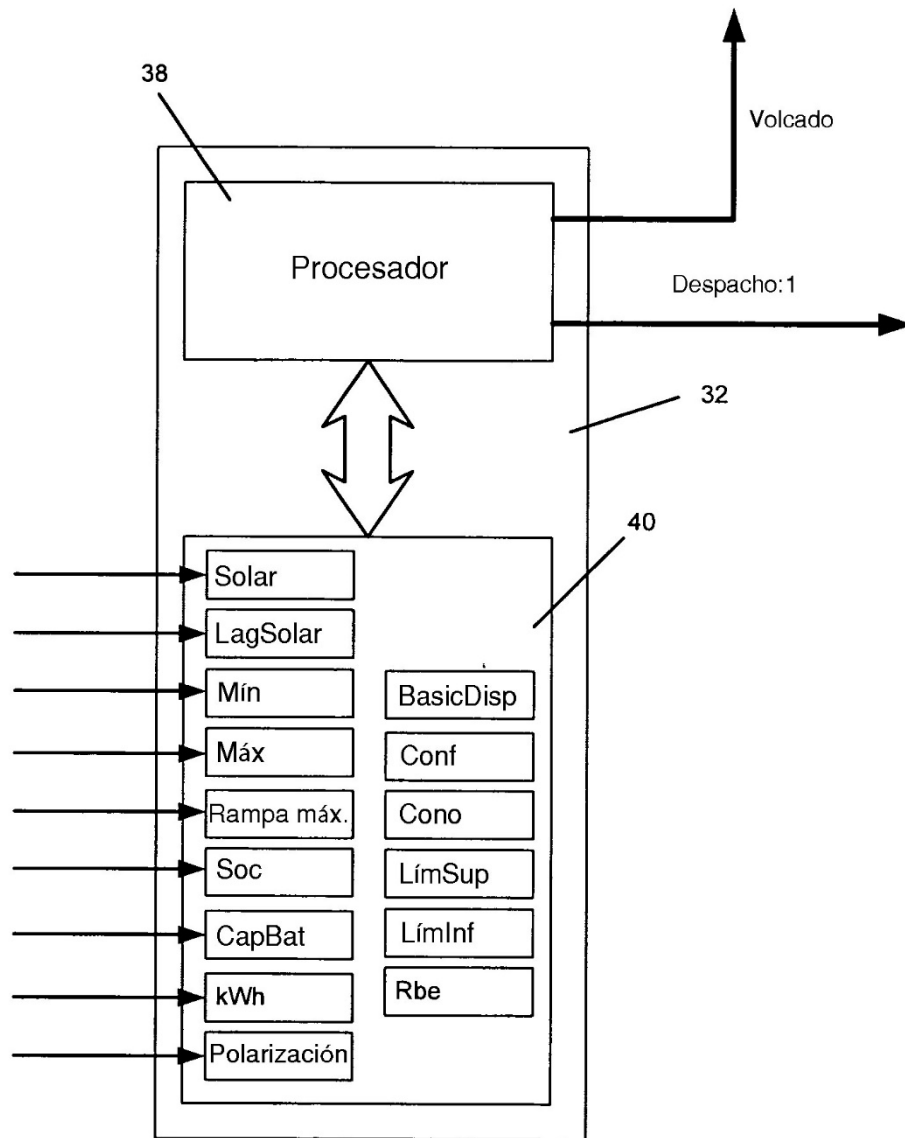 38
Volcado
Procesador
Despacho:1
32
40
Solar
LagSolar
Mín
BasicDisp
Máx
Conf
Rampa máx.
Cono
Soc
LímSup
CapBat
LímInf
kWh
Rbe
Polarización